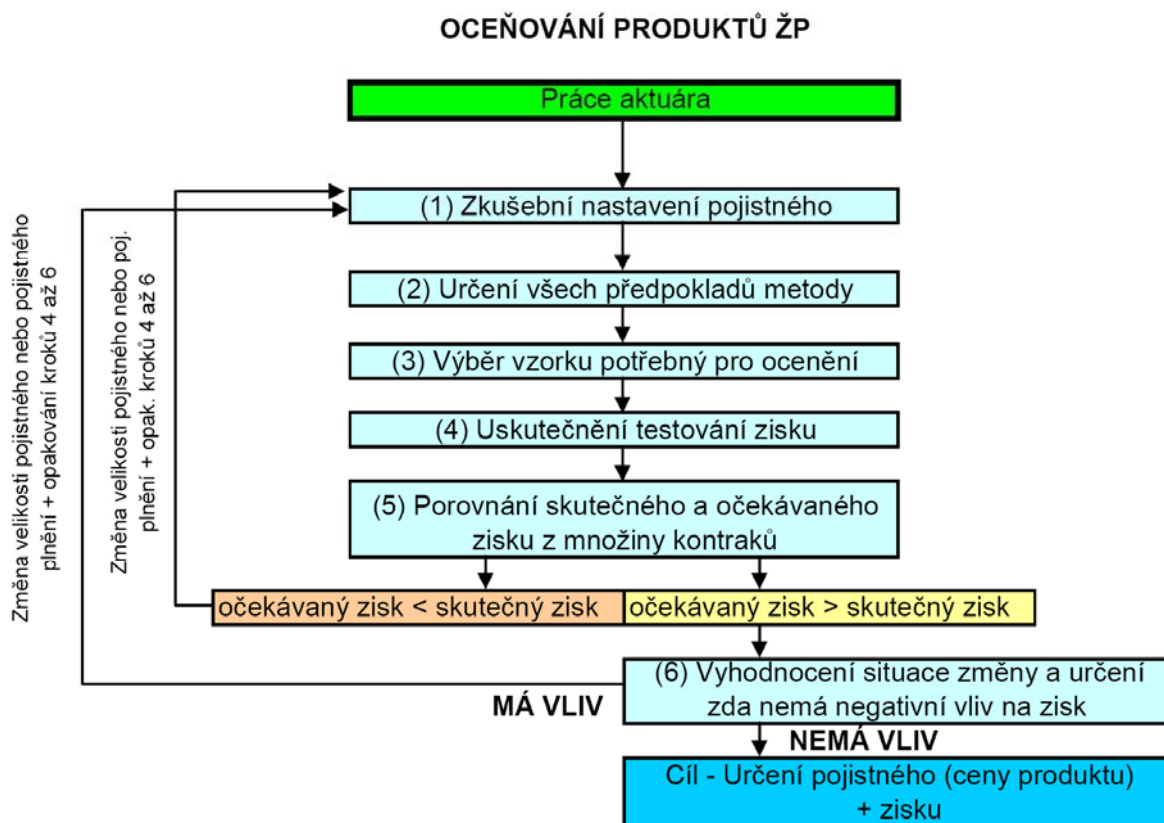 OCEŇOVÁNÍ PRODUKTŮ ŽP
Práce aktuára
(1) Zkušební nastavení pojistného
(2) Určení všech předpokladů metody
(3) Výběr vzorku potřebný pro ocenění
(4) Uskutečnění testování zisku
(5) Porovnání skutečného a očekávaného
zisku z množiny kontraků
očekávaný zisk < skutečný zisk
očekávaný zisk > skutečný zisk
(6) Vyhodnocení situace změny a určení
zda nemá negativní vliv na zisk
MÁ VLIV
NEMÁ VLIV
Cíl - Určení pojistného (ceny produktu)
+ zisku
Změna velikosti pojistného nebo pojistného
plnění + opakování kroků 4 až 6
Změna velikosti pojistného nebo poj.
plnění + opak. kroků 4 až 6